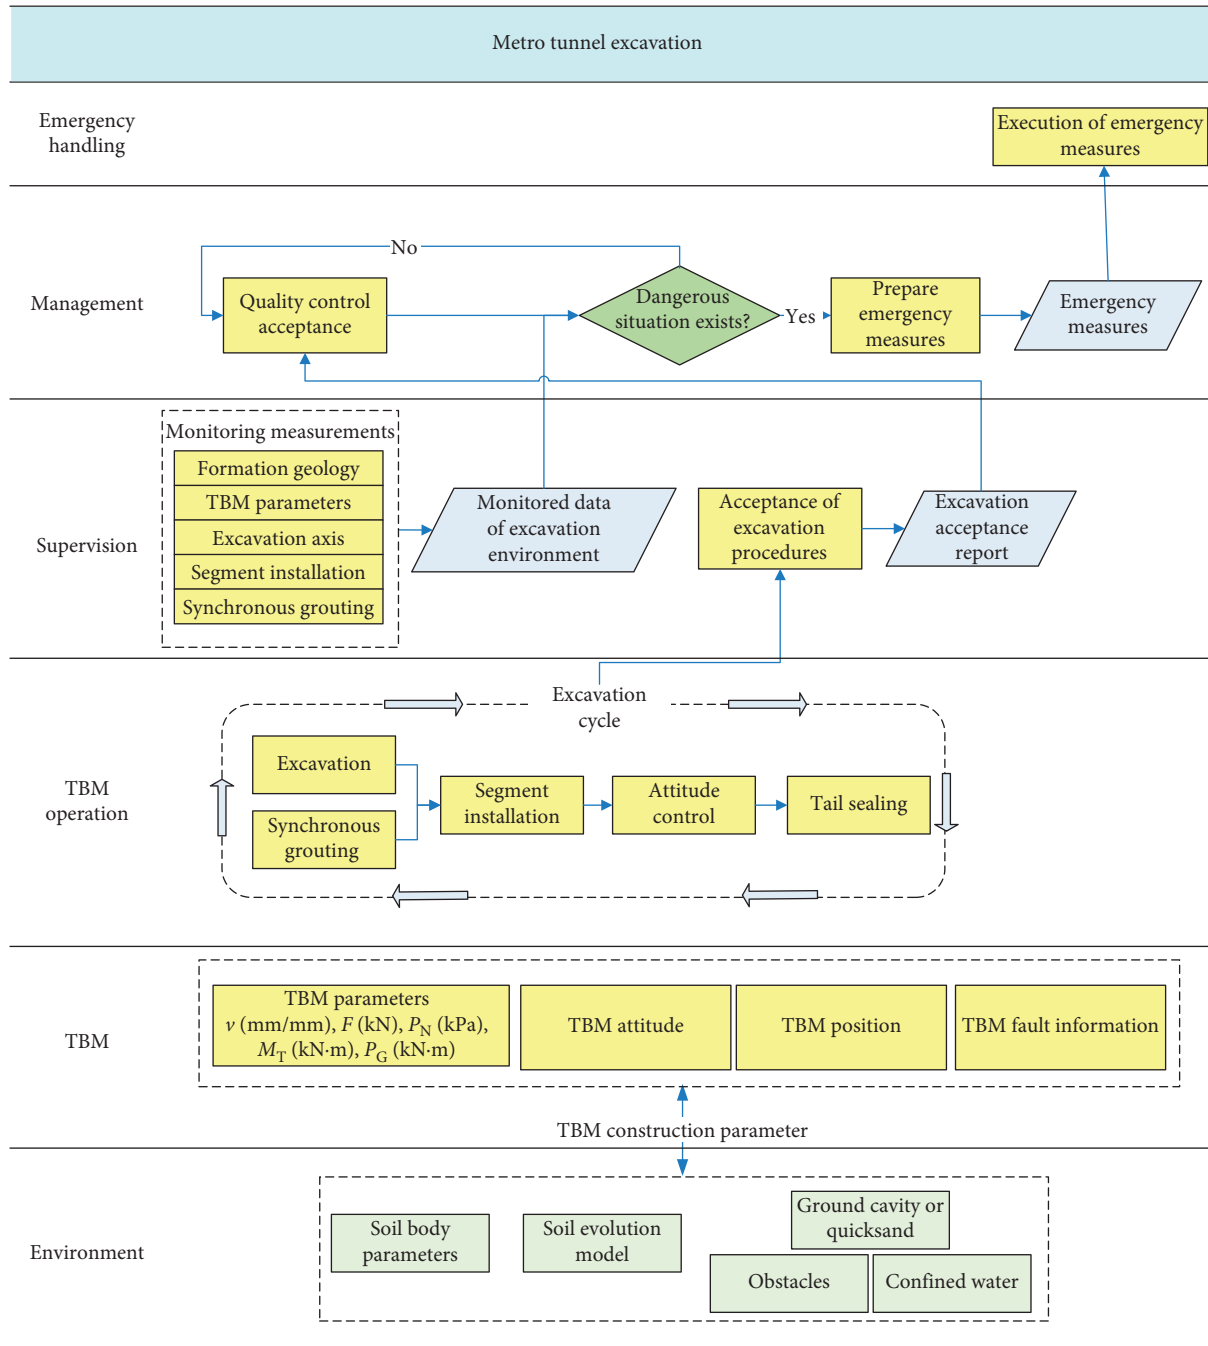 Metro tunnel excavation
Emergency
handling
Execution of emergency
measures
No
Management
Quality control
acceptance
Dangerous
situation exists?
Yes
Prepare
emergency
measures
Emergency
measures
Supervision
Monitoring measurements
Formation geology
TBM parameters
Excavation axis
Segment installation
Synchronous grouting
Monitored data
of excavation
environment
Acceptance of
excavation
procedures
Excavation
acceptance
report
TBM
operation
Excavation
cycle
Excavation
Synchronous
grouting
Segment
installation
Attitude
control
Tail sealing
TBM
TBM parameters
v (mm/mm), F (kN), P_N (kPa),
M_T (kN·m), P_G (kN·m)
TBM attitude
TBM position
TBM fault information
TBM construction parameter
Environment
Soil body
parameters
Soil evolution
model
Ground cavity or
quicksand
Obstacles
Confined water